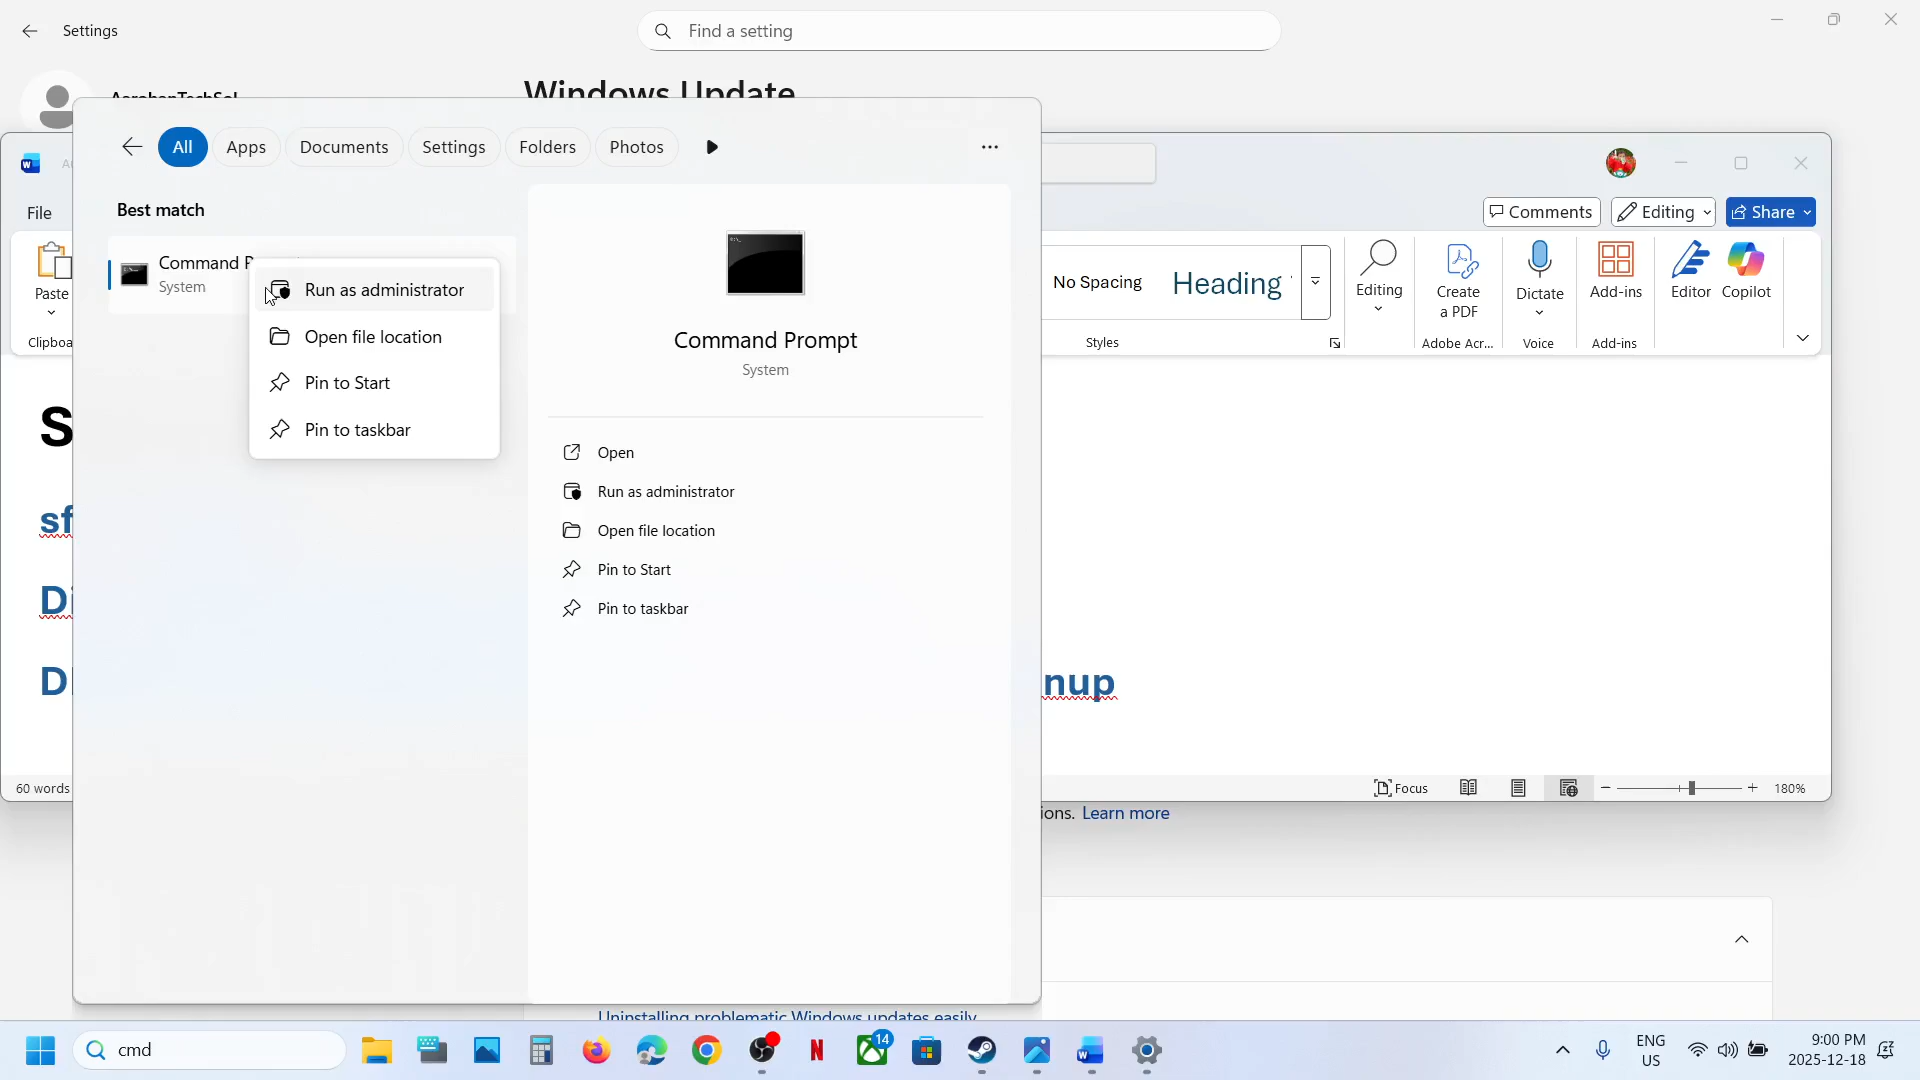 Settings
Find a setting
Windows Update
All
Apps
Documents
Settings
Folders
Photos
File
Comments
Editing
Share
Best match
Command P
System
Run as administrator
Open file location
Pin to Start
Pin to taskbar
Command Prompt
System
Open
Run as administrator
Open file location
Pin to Start
Pin to taskbar
Paste
Clipboa
No Spacing
Heading
Styles
Editing
Create
a PDF
Adobe Acr...
Dictate
Voice
Add-ins
Add-ins
Editor
Copilot
S
sf
Di
nup
60 words
Focus
180%
ions. Learn more
Uninstalling problematic Windows updates easily
cmd
14
ENG
US
9:00 PM
2025-12-18